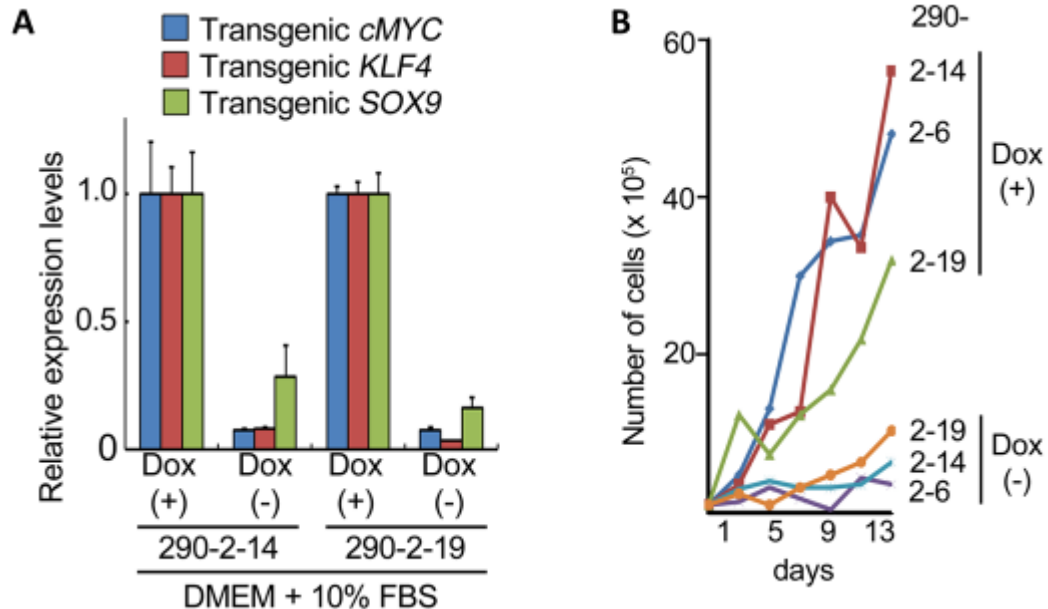 A
Transgenic cMYC
Transgenic KLF4
Transgenic SOX9
Relative expression levels
1.0
0.5
0
Dox Dox Dox Dox
(+) (-) (+) (-)
290-2-14 290-2-19
DMEM + 10% FBS
B
290-
60
40
20
Number of cells (x 10⁵)
2-14
2-6
2-19
Dox
(+)
2-19
2-14
2-6
Dox
(-)
1 5 9 13
days